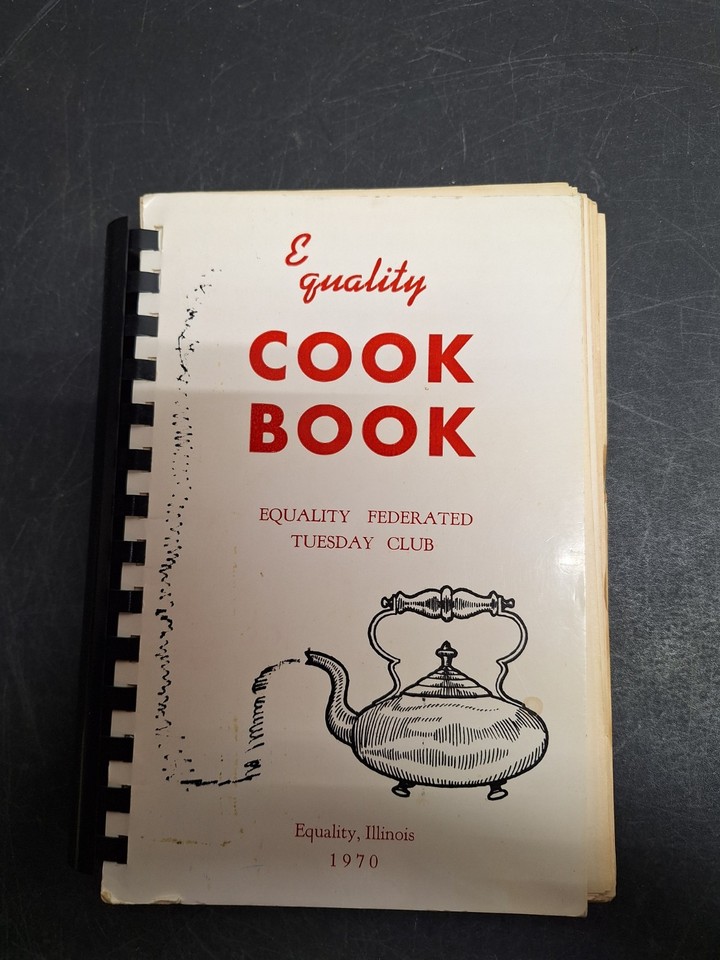 Equality
COOK
BOOK
EQUALITY FEDERATED
TUESDAY CLUB
Equality, Illinois
1970